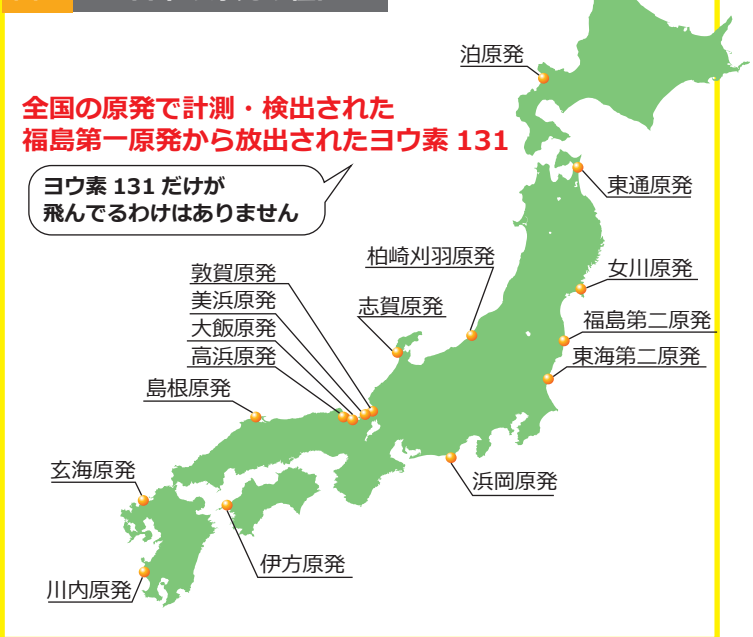 泊原発
全国の原発で計測・検出された
福島第一原発から放出されたヨウ素 131
ヨウ素 131 だけが
飛んでるわけはありません
東通原発
柏崎刈羽原発
女川原発
敦賀原発
美浜原発
志賀原発
大飯原発
福島第二原発
高浜原発
東海第二原発
島根原発
玄海原発
浜岡原発
伊方原発
川内原発